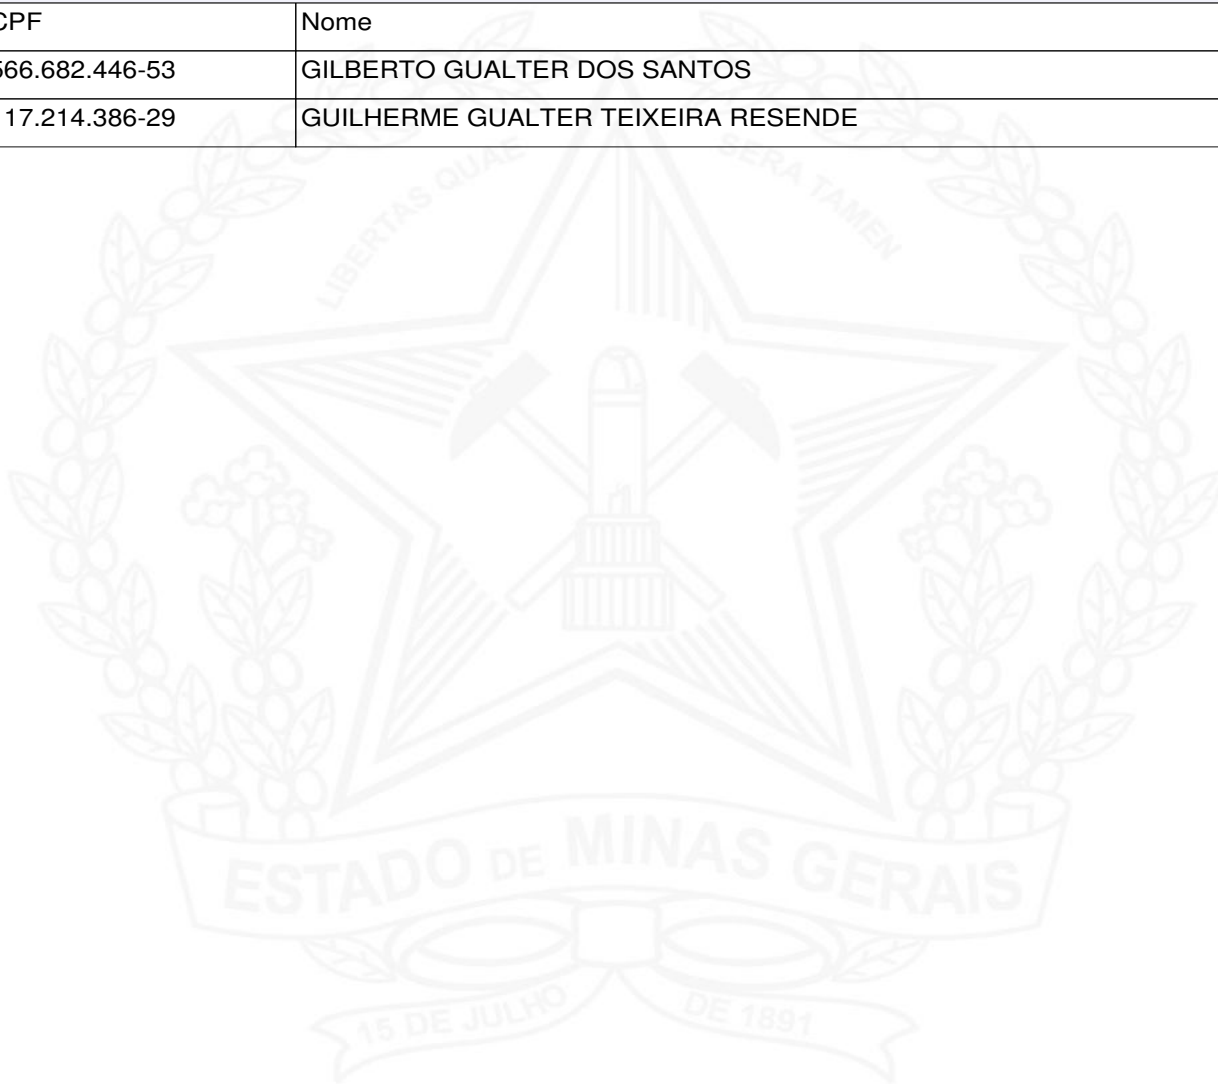 CPF Nome
566.682.446-53 GILBERTO GUALTER DOS SANTOS
17.214.386-29 GUILHERME GUALTER TEIXEIRA RESENDE
LIBERTAS QUAE SERA TAMEN
ESTADO DE MINAS GERAIS
15 DE JULHO DE 1891